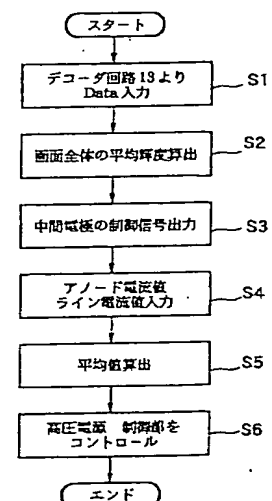 スタート
デコーダ回路13より
Data入力
S1
画面全体の平均輝度算出
S2
中間電極の制御信号出力
S3
アノード電流値
ライン電流値入力
S4
平均値算出
S5
高圧電源 制御部を
コントロール
S6
エンド